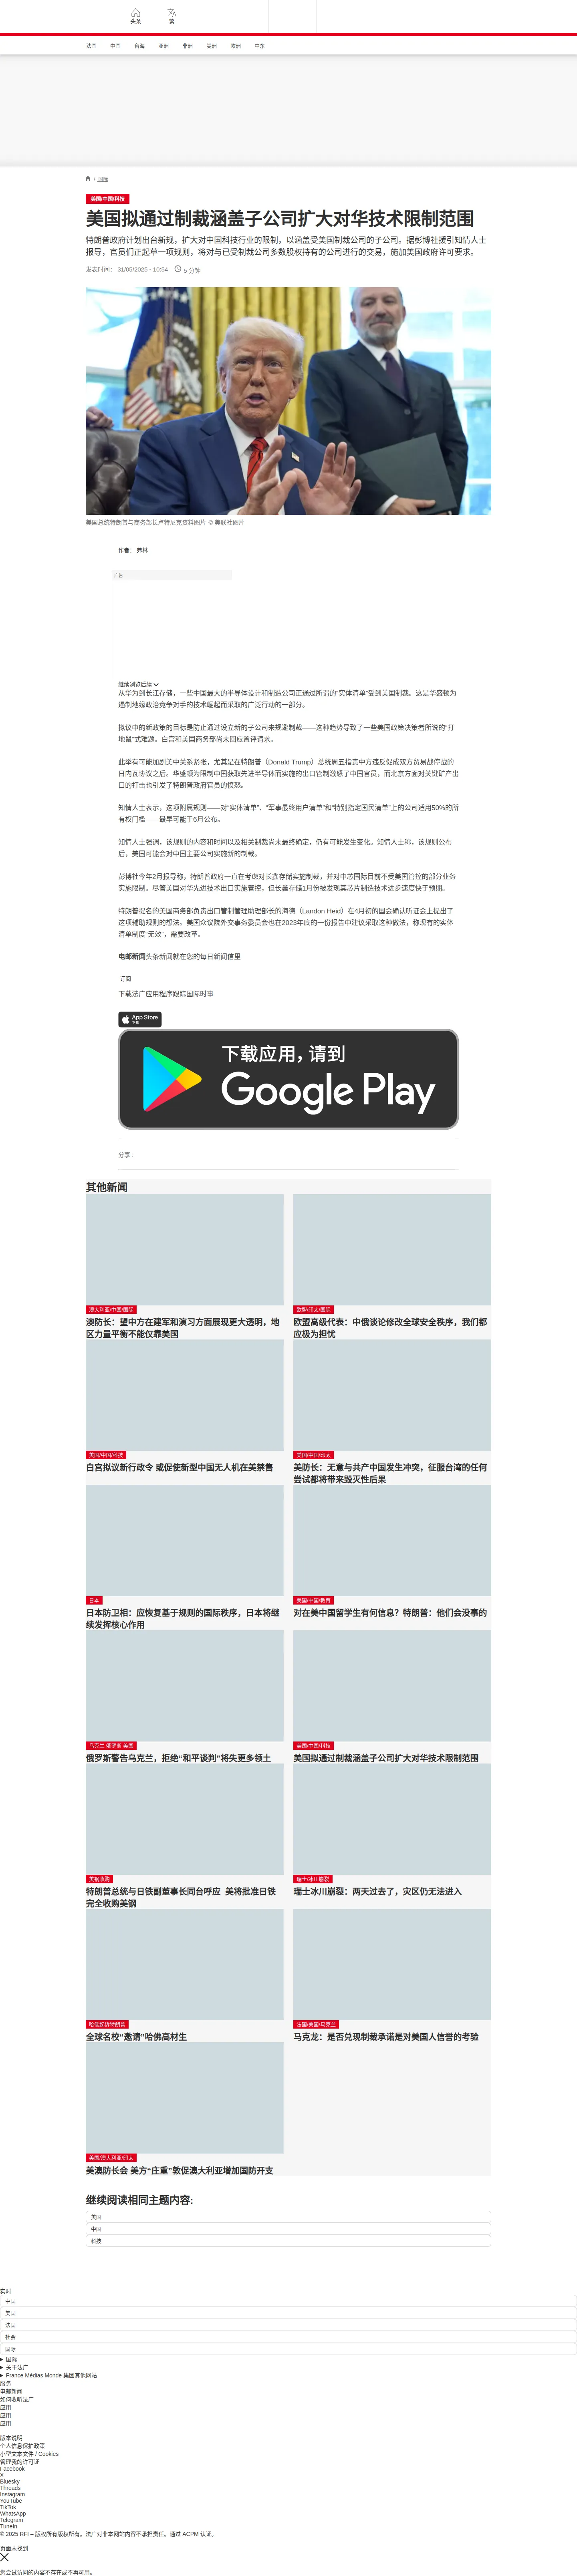 头条
繁
法国
中国
台海
亚洲
非洲
美洲
欧洲
中东
/ 国际
美国/中国/科技
美国拟通过制裁涵盖子公司扩大对华技术限制范围
特朗普政府计划出台新规，扩大对中国科技行业的限制，以涵盖受美国制裁公司的子公司。据彭博社援引知情人士
报导，官员们正起草一项规则，将对与已受制裁公司多数股权持有的公司进行的交易，施加美国政府许可要求。
发表时间： 31/05/2025 - 10:54
5 分钟
美国总统特朗普与商务部长卢特尼克资料图片 © 美联社图片
作者： 弗林
广告
继续浏览后续
从华为到长江存储，一些中国最大的半导体设计和制造公司正通过所谓的“实体清单”受到美国制裁。这是华盛顿为
遏制地缘政治竞争对手的技术崛起而采取的广泛行动的一部分。
拟议中的新政策的目标是防止通过设立新的子公司来规避制裁——这种趋势导致了一些美国政策决策者所说的“打
地鼠”式难题。白宫和美国商务部尚未回应置评请求。
此举有可能加剧美中关系紧张，尤其是在特朗普（Donald Trump）总统周五指责中方违反促成双方贸易战停战的
日内瓦协议之后。华盛顿为限制中国获取先进半导体而实施的出口管制激怒了中国官员，而北京方面对关键矿产出
口的打击也引发了特朗普政府官员的愤怒。
知情人士表示，这项附属规则——对“实体清单”、“军事最终用户清单”和“特别指定国民清单”上的公司适用50%的所
有权门槛——最早可能于6月公布。
知情人士强调，该规则的内容和时间以及相关制裁尚未最终确定，仍有可能发生变化。知情人士称，该规则公布
后，美国可能会对中国主要公司实施新的制裁。
彭博社今年2月报导称，特朗普政府一直在考虑对长鑫存储实施制裁，并对中芯国际目前不受美国管控的部分业务
实施限制。尽管美国对华先进技术出口实施管控，但长鑫存储1月份被发现其芯片制造技术进步速度快于预期。
特朗普提名的美国商务部负责出口管制管理助理部长的海德（Landon Heid）在4月初的国会确认听证会上提出了
这项辅助规则的想法。美国众议院外交事务委员会也在2023年底的一份报告中建议采取这种做法，称现有的实体
清单制度“无效”，需要改革。
电邮新闻头条新闻就在您的每日新闻信里
订阅
下载法广应用程序跟踪国际时事
App Store
下载
下载应用，请到
Google Play
分享 :
其他新闻
澳大利亚/中国/国际
澳防长：望中方在建军和演习方面展现更大透明，地
区力量平衡不能仅靠美国
欧盟/印太/国际
欧盟高级代表：中俄谈论修改全球安全秩序，我们都
应极为担忧
美国/中国/科技
白宫拟议新行政令 或促使新型中国无人机在美禁售
美国/中国/印太
美防长：无意与共产中国发生冲突，征服台湾的任何
尝试都将带来毁灭性后果
日本
日本防卫相：应恢复基于规则的国际秩序，日本将继
续发挥核心作用
美国/中国/教育
对在美中国留学生有何信息？特朗普：他们会没事的
乌克兰 俄罗斯 美国
俄罗斯警告乌克兰，拒绝“和平谈判”将失更多领土
美国/中国/科技
美国拟通过制裁涵盖子公司扩大对华技术限制范围
美钢收购
特朗普总统与日铁副董事长同台呼应 美将批准日铁
完全收购美钢
瑞士/冰川崩裂
瑞士冰川崩裂：两天过去了，灾区仍无法进入
哈佛起诉特朗普
全球名校“邀请”哈佛高材生
法国/美国/乌克兰
马克龙：是否兑现制裁承诺是对美国人信誉的考验
美国/澳大利亚/印太
美澳防长会 美方“庄重”敦促澳大利亚增加国防开支
继续阅读相同主题内容:
美国
中国
科技
实时
中国
美国
法国
社会
国际
国际
关于法广
France Médias Monde 集团其他网站
服务
电邮新闻
如何收听法广
应用
应用
应用
版本说明
个人信息保护政策
小型文本文件 / Cookies
管理我的许可证
Facebook
X
Bluesky
Threads
Instagram
YouTube
TikTok
WhatsApp
Telegram
TuneIn
© 2025 RFI – 版权所有版权所有。法广对非本网站内容不承担责任。通过 ACPM 认证。
页面未找到
您尝试访问的内容不存在或不再可用。